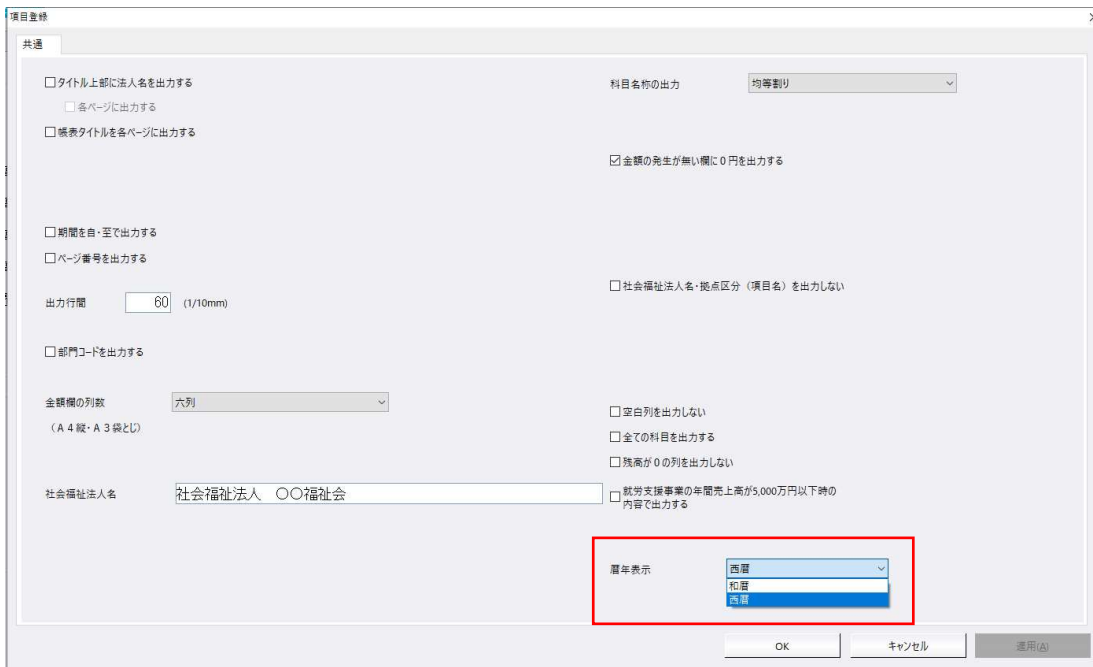 項目登録
共通
タイトル上部に法人名を出力する
各ページに出力する
帳表タイトルを各ページに出力する
科目名称の出力
均等割り
金額の発生が無い欄に0円を出力する
期間を自・至で出力する
ページ番号を出力する
出力行間 60 (1/10mm)
社会福祉法人名・拠点区分（項目名）を出力しない
部門コードを出力する
金額欄の列数 六列
（A4縦・A3袋とじ）
空白列を出力しない
全ての科目を出力する
残高が0の列を出力しない
社会福祉法人名 社会福祉法人　〇〇福祉会
就労支援事業の年間売上高が5,000万円以下時の
内容で出力する
暦年表示 西暦
和暦
西暦
OK キャンセル 適用(A)